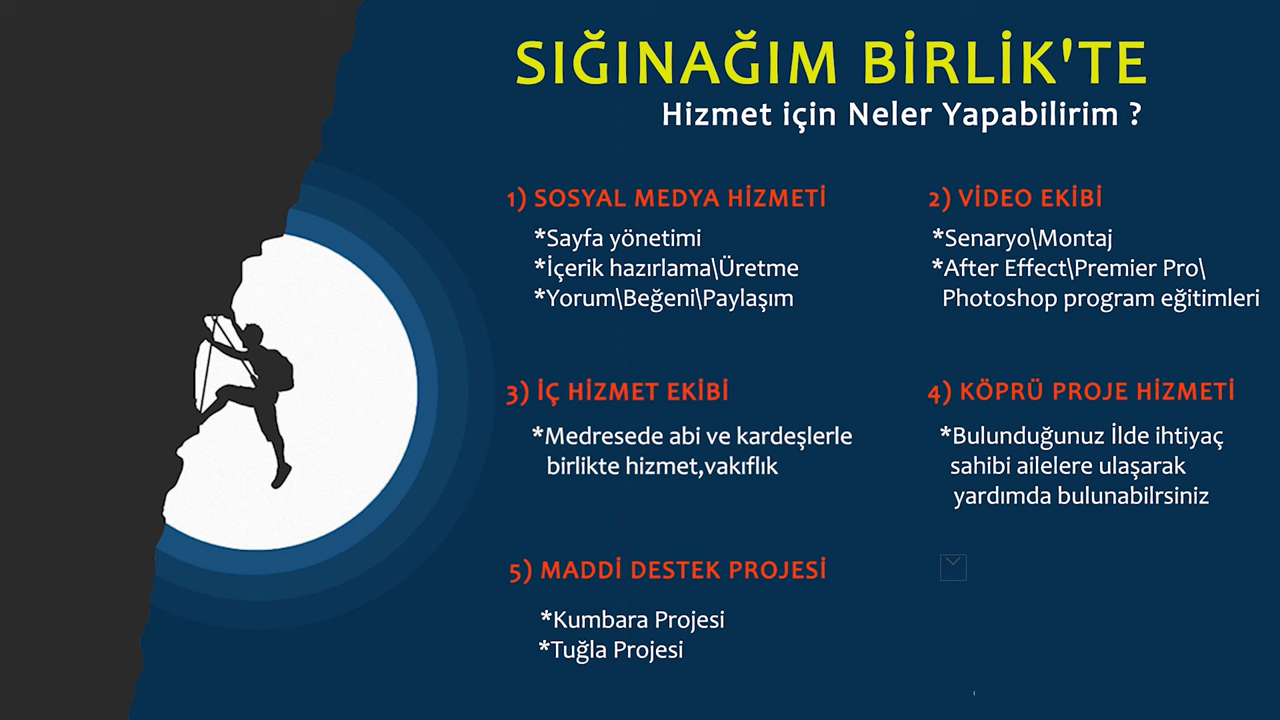 SIĞINAĞIM BİRLİK'TE
Hizmet için Neler Yapabilirim ?
1) SOSYAL MEDYA HİZMETİ
*Sayfa yönetimi
*İçerik hazırlama\Üretme
*Yorum\Beğeni\Paylaşım
2) VİDEO EKİBİ
*Senaryo\Montaj
*After Effect\Premier Pro\
Photoshop program eğitimleri
3) İÇ HİZMET EKİBİ
*Medresede abi ve kardeşlerle
birlikte hizmet,vakıflık
4) KÖPRÜ PROJE HİZMETİ
*Bulunduğunuz İlde ihtiyaç
sahibi ailelere ulaşarak
yardımda bulunabilrsiniz
5) MADDİ DESTEK PROJESİ
*Kumbara Projesi
*Tuğla Projesi